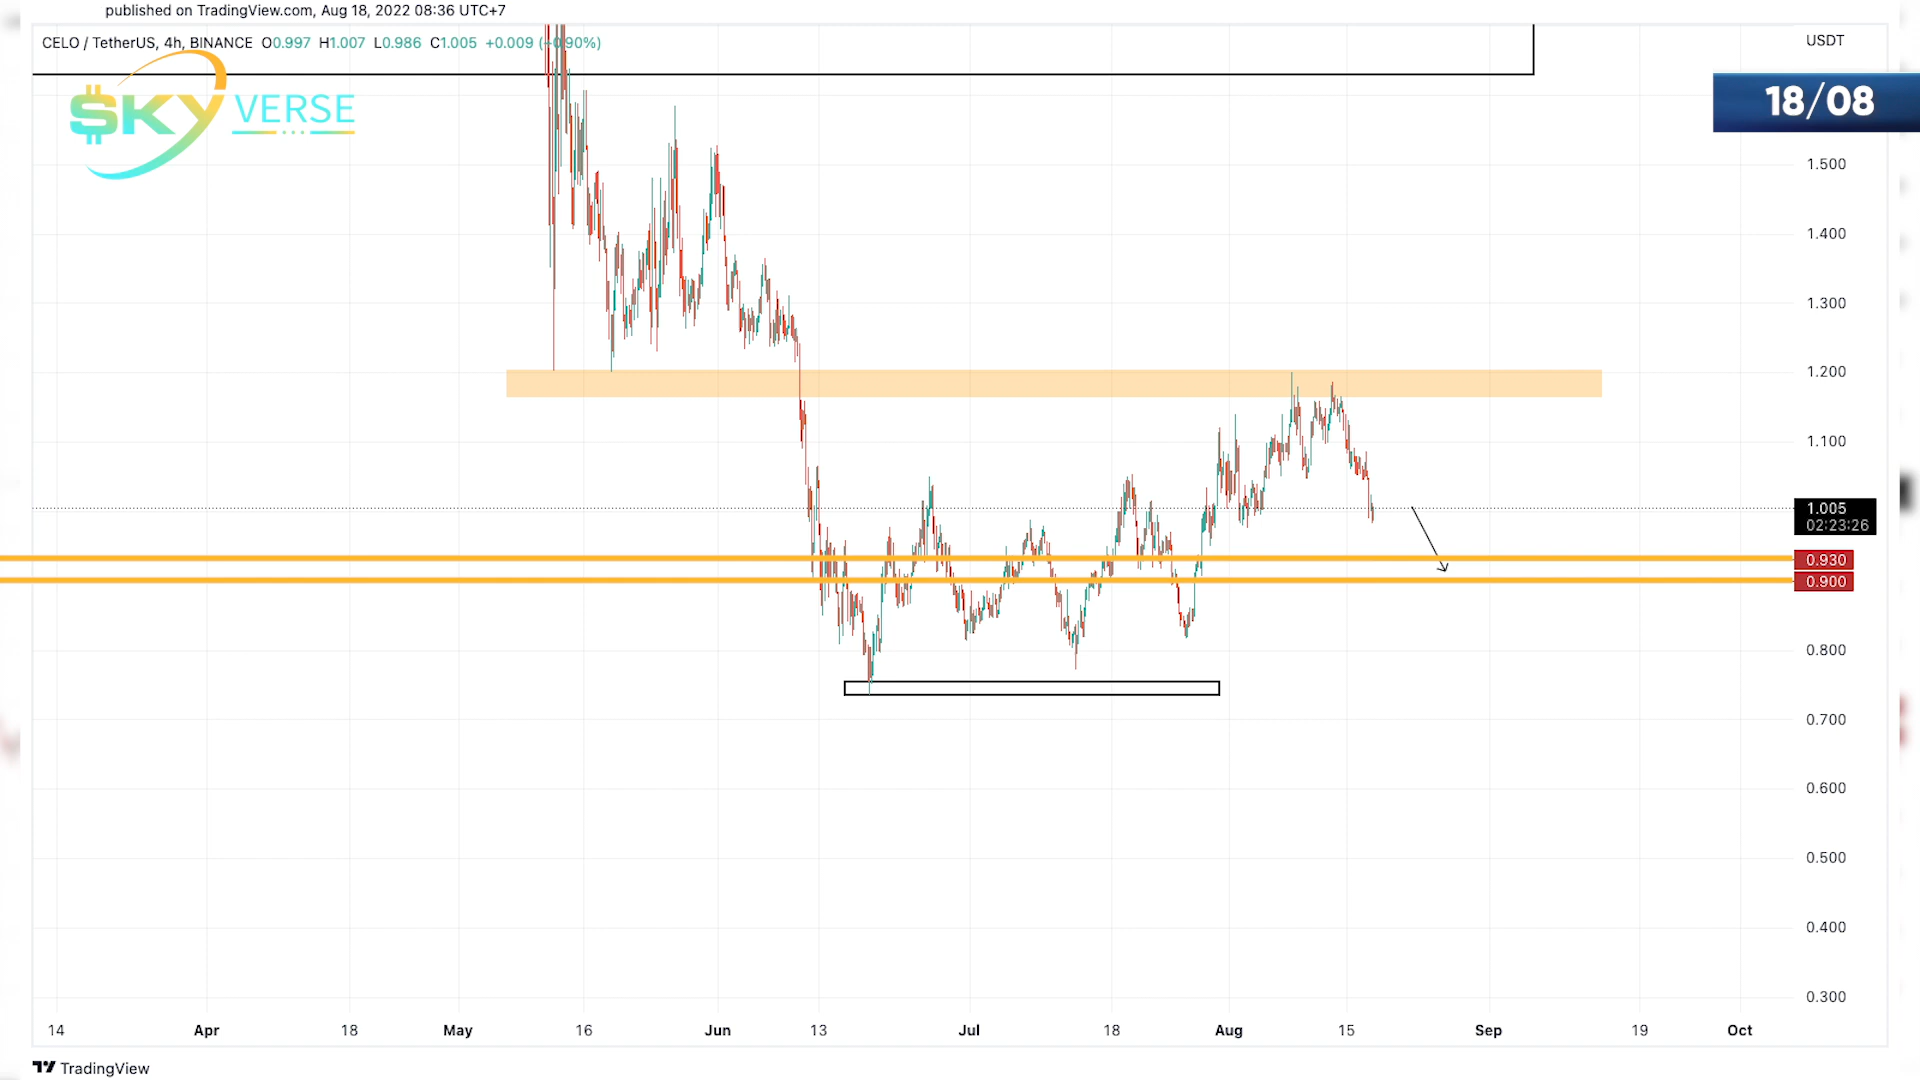 published on TradingView.com, Aug 18, 2022 08:36 UTC+7
CELO / TetherUS, 4h, BINANCE O0.997 H1.007 L0.986 C1.005 +0.009 (+0.90%)
USDT
$KY VERSE
18/08
1.500
1.400
1.300
1.200
1.100
1.005
02:23:26
0.930
0.900
0.800
0.700
0.600
0.500
0.400
0.300
14 Apr 18 May 16 Jun 13 Jul 18 Aug 15 Sep 19 Oct
TradingView